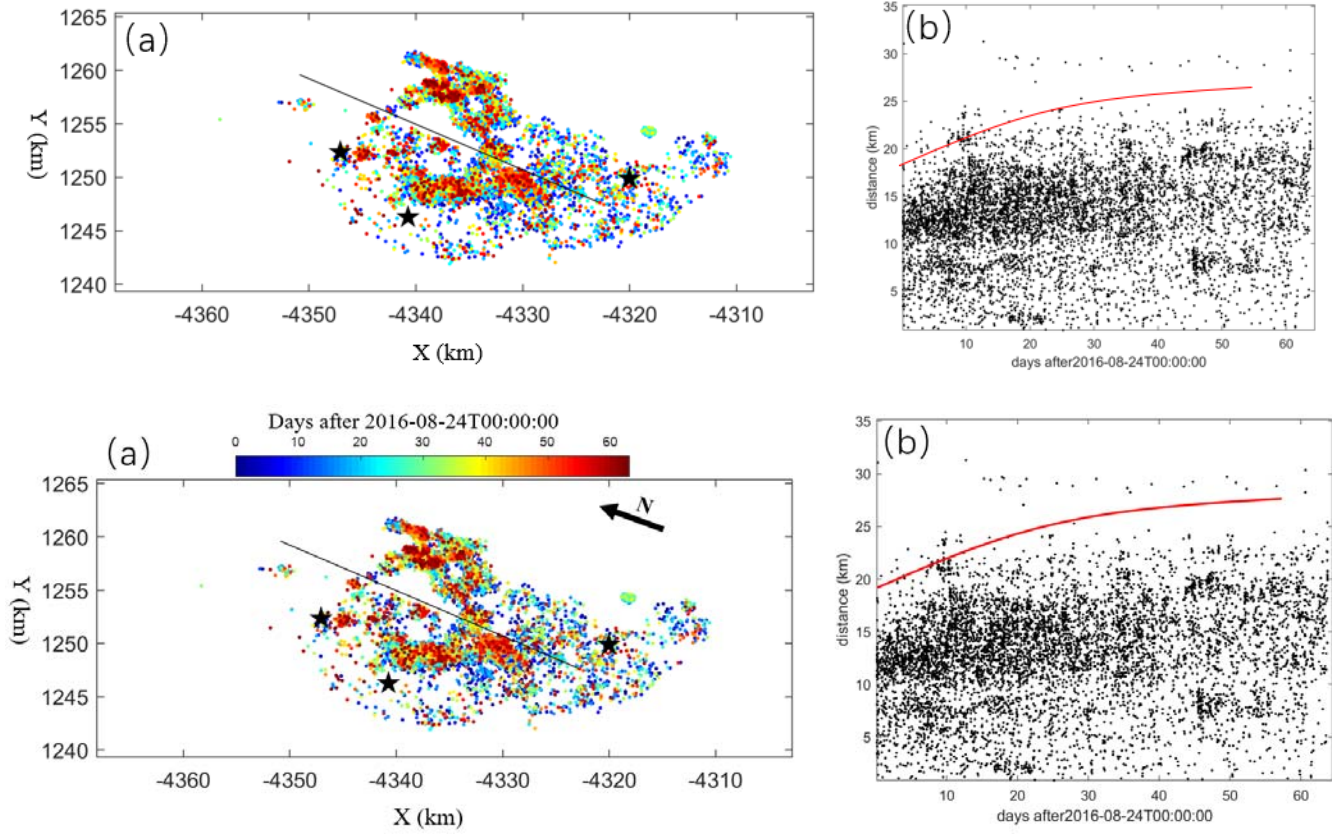 (a)
1265
1260
1255
1250
1245
1240
Y (km)
-4360 -4350 -4340 -4330 -4320 -4310
X (km)
(b)
35
30
25
20
15
10
5
distance (km)
10 20 30 40 50 60
days after2016-08-24T00:00:00
Days after 2016-08-24T00:00:00
0 10 20 30 40 50 60
(a)
N
1265
1260
1255
1250
1245
1240
Y (km)
-4360 -4350 -4340 -4330 -4320 -4310
X (km)
(b)
35
30
25
20
15
10
5
distance (km)
10 20 30 40 50 60
days after2016-08-24T00:00:00